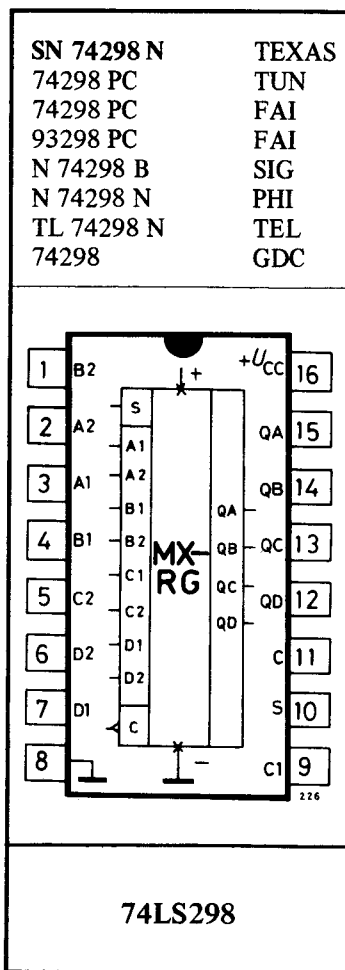 SN 74298 N TEXAS
74298 PC TUN
74298 PC FAI
93298 PC FAI
N 74298 B SIG
N 74298 N PHI
TL 74298 N TEL
74298 GDC
1 B2 +UCC 16
2 A2 QA 15
3 A1 QB 14
4 B1 QC 13
5 C2 QD 12
6 D2 C 11
7 D1 S 10
8 C1 9
+
S
A1
A2
B1
B2
C1
C2
D1
D2
C
MX
RG
QA
QB
QC
QD
−
226
74LS298